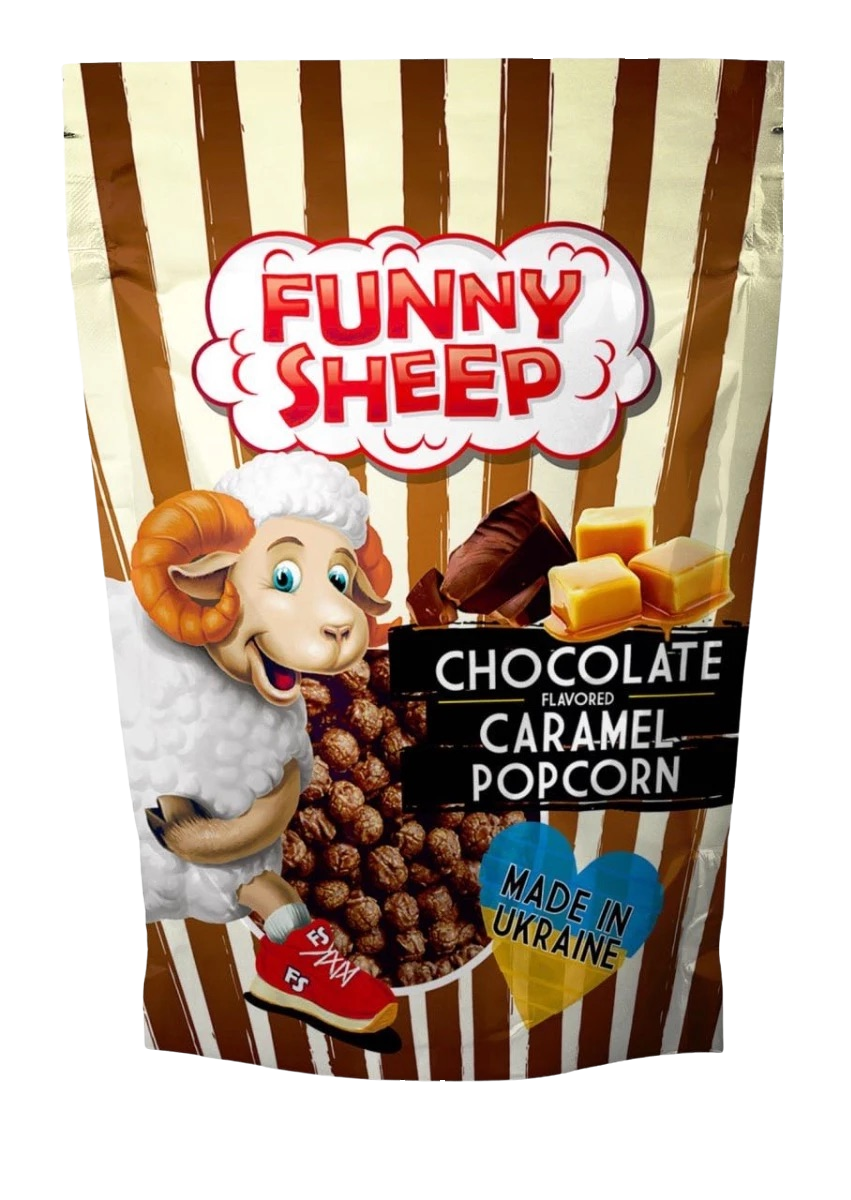 FUNNY
SHEEP
CHOCOLATE
FLAVORED
CARAMEL
POPCORN
MADE IN
UKRAINE
FS
FS